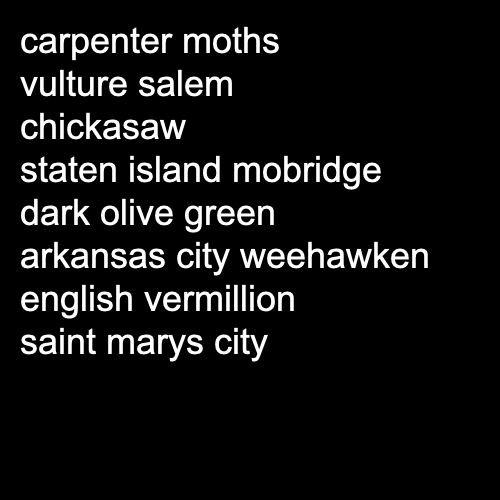 carpenter moths
vulture salem
chickasaw
staten island mobridge
dark olive green
arkansas city weehawken
english vermillion
saint marys city